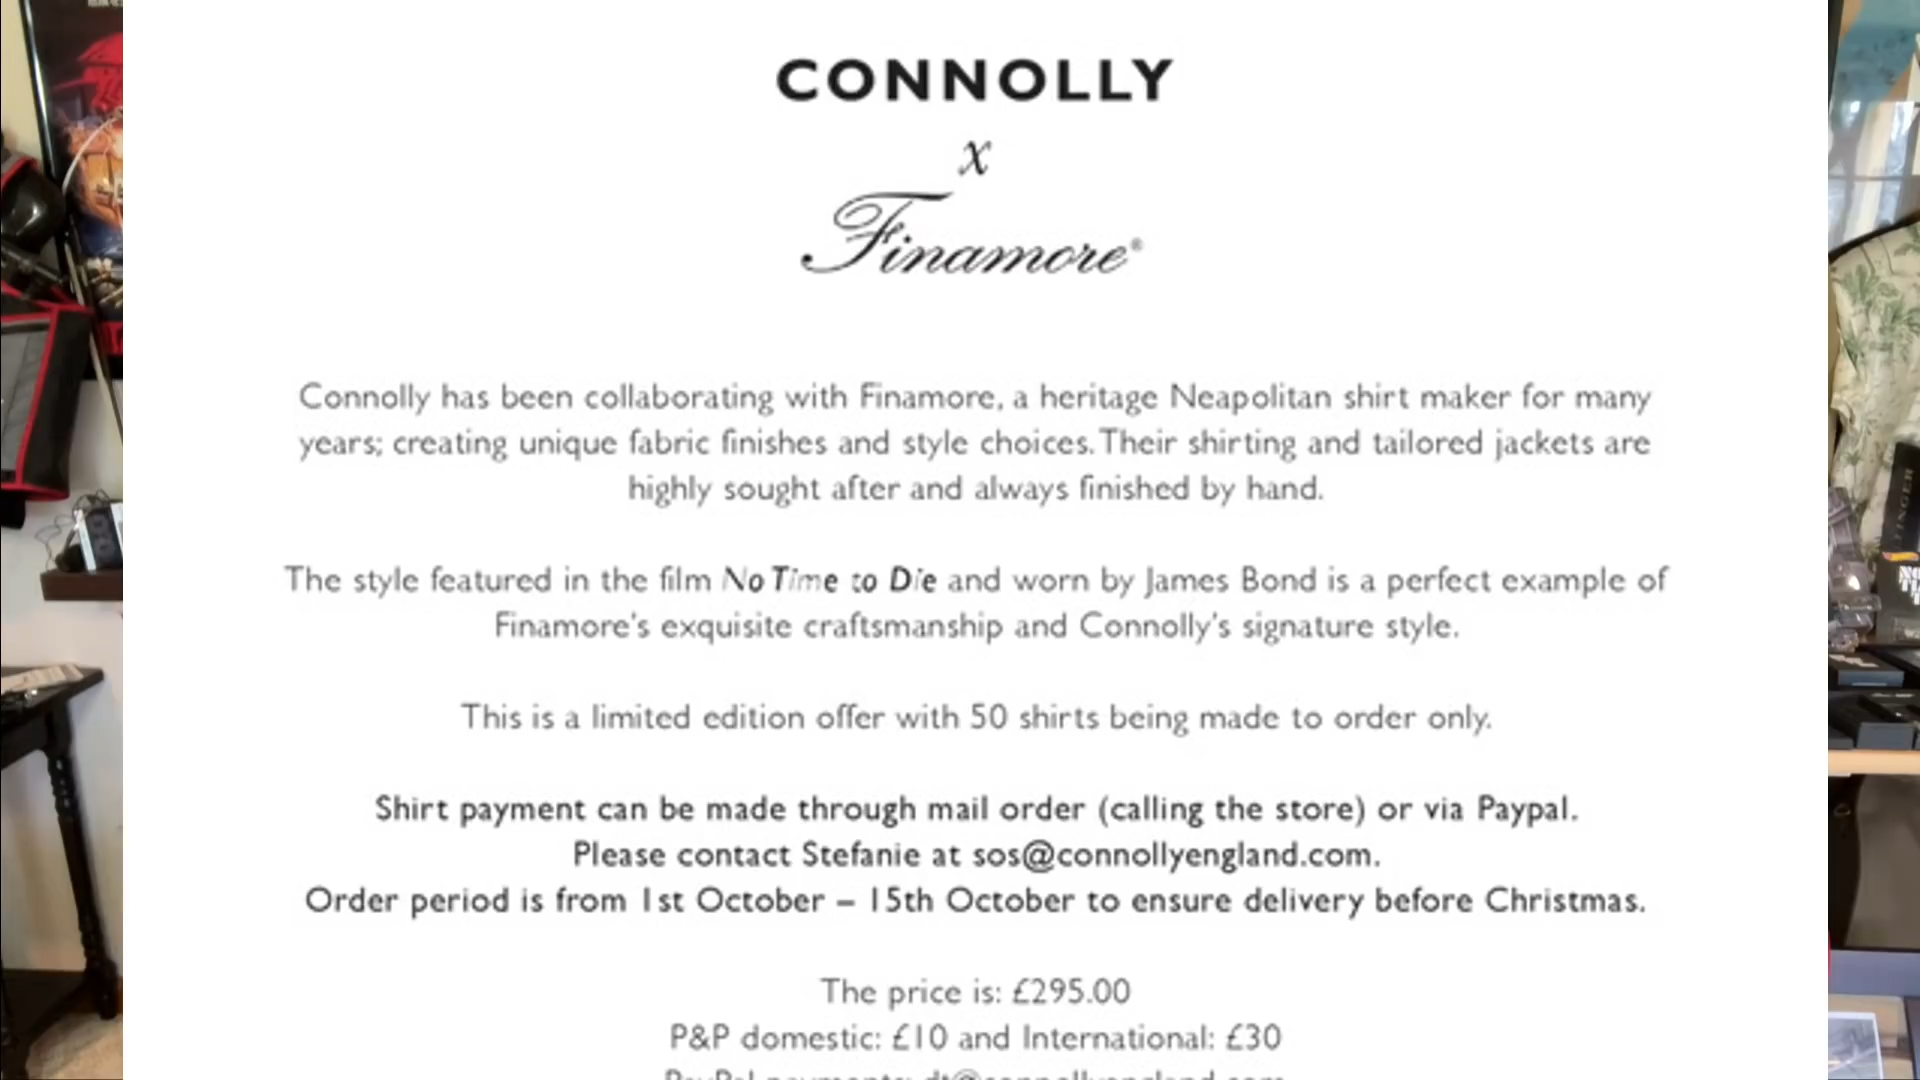 CONNOLLY
x
Finamore®
Connolly has been collaborating with Finamore, a heritage Neapolitan shirt maker for many
years; creating unique fabric finishes and style choices. Their shirting and tailored jackets are
highly sought after and always finished by hand.
The style featured in the film No Time to Die and worn by James Bond is a perfect example of
Finamore's exquisite craftsmanship and Connolly's signature style.
This is a limited edition offer with 50 shirts being made to order only.
Shirt payment can be made through mail order (calling the store) or via Paypal.
Please contact Stefanie at sos@connollyengland.com.
Order period is from 1st October – 15th October to ensure delivery before Christmas.
The price is: £295.00
P&P domestic: £10 and International: £30